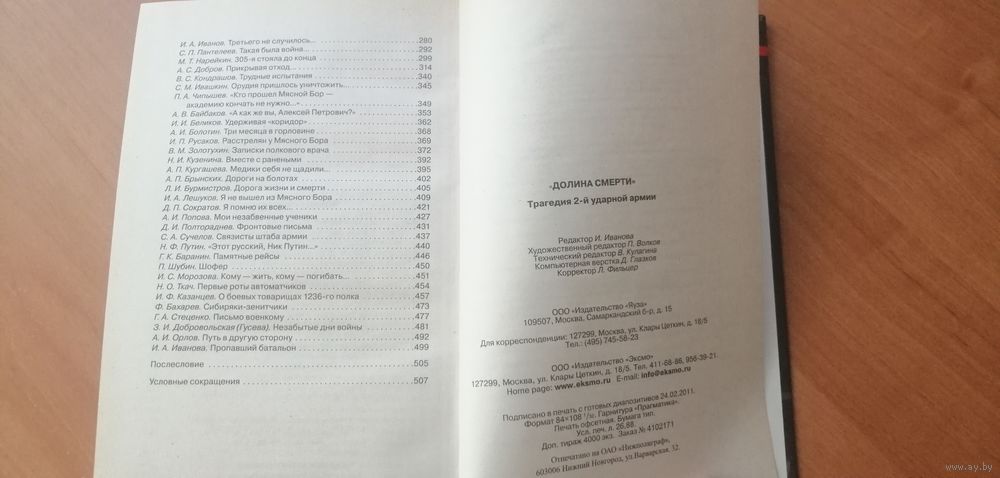 И. А. Иванов. Третьего не случилось... 280
С. П. Пантелеев. Такая была война... 292
М. Т. Нарейкин. 305-я стояла до конца 299
А. С. Добров. Прикрывая отход... 314
В. С. Кондрашов. Трудные испытания 340
С. М. Ивашкин. Орудия пришлось уничтожить... 345
П. А. Чипышев. «Кто прошел Мясной Бор —
академию кончать не нужно...» 349
А. В. Байбаков. «А как же вы, Алексей Петрович?» 353
И. И. Беликов. Удерживая «коридор» 362
А. И. Болотин. Три месяца в горловине 368
И. П. Русаков. Расстрелян у Мясного Бора 369
В. М. Золотухин. Записки полкового врача 372
Н. И. Кузенина. Вместе с ранеными 392
А. П. Кургашева. Медики себя не щадили... 395
А. П. Брынских. Дороги на болотах 402
Л. И. Бурмистров. Дорога жизни и смерти 405
И. А. Лешуков. Я не вышел из Мясного Бора 409
Д. П. Сократов. Я помню их всех... 421
А. И. Попова. Мои незабвенные ученики 427
Д. И. Полтораднев. Фронтовые письма 431
С. А. Сучелов. Связисты штаба армии 437
Н. Ф. Путин. «Этот русский, Ник Путин...» 440
Г. К. Баранин. Памятные рейсы 446
П. Шубин. Шофер 450
И. С. Морозова. Кому — жить, кому — погибать... 451
Н. О. Ткач. Первые роты автоматчиков 454
И. Ф. Казанцев. О боевых товарищах 1236-го полка 457
Ф. Бахарев. Сибиряки-зенитчики 473
Г. А. Стеценко. Письмо военкому 477
З. И. Добровольская (Гусева). Незабытые дни войны 481
А. И. Орлов. Путь в другую сторону 492
И. А. Иванова. Пропавший батальон 499
Послесловие 505
Условные сокращения 507
«ДОЛИНА СМЕРТИ»
Трагедия 2-й ударной армии
Редактор И. Иванова
Художественный редактор П. Волков
Технический редактор В. Кулагина
Компьютерная верстка Д. Глазков
Корректор Л. Фильцер
ООО «Издательство «Яуза»
109507, Москва, Самаркандский б-р, д. 15
Для корреспонденции: 127299, Москва, ул. Клары Цеткин, д. 18/5
Тел.: (495) 745-58-23
ООО «Издательство «Эксмо»
127299, Москва, ул. Клары Цеткин, д. 18/5. Тел. 411-68-86, 956-39-21.
Home page: www.eksmo.ru E-mail: info@eksmo.ru
Подписано в печать с готовых диапозитивов 24.02.2011.
Формат 84×108 ¹/₃₂. Гарнитура «Прагматика».
Печать офсетная. Бумага тип.
Усл. печ. л. 26,88.
Доп. тираж 4000 экз. Заказ № 4102171
Отпечатано на ОАО «Нижполиграф»,
603006 Нижний Новгород, ул. Варварская, 32.
www.ay.by